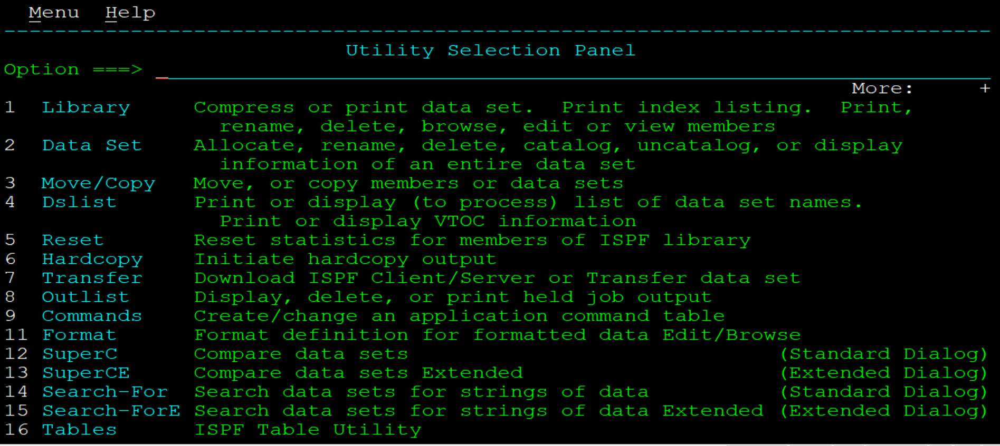 Menu  Help
-------------------------------------------------------------------------------
Utility Selection Panel
Option ===> _
More:     +
1  Library     Compress or print data set.  Print index listing.  Print,
rename, delete, browse, edit or view members
2  Data Set    Allocate, rename, delete, catalog, uncatalog, or display
information of an entire data set
3  Move/Copy   Move, or copy members or data sets
4  Dslist      Print or display (to process) list of data set names.
Print or display VTOC information
5  Reset       Reset statistics for members of ISPF library
6  Hardcopy    Initiate hardcopy output
7  Transfer    Download ISPF Client/Server or Transfer data set
8  Outlist     Display, delete, or print held job output
9  Commands    Create/change an application command table
11 Format      Format definition for formatted data Edit/Browse
12 SuperC      Compare data sets                              (Standard Dialog)
13 SuperCE     Compare data sets Extended                     (Extended Dialog)
14 Search-For  Search data sets for strings of data           (Standard Dialog)
15 Search-ForE Search data sets for strings of data Extended (Extended Dialog)
16 Tables      ISPF Table Utility